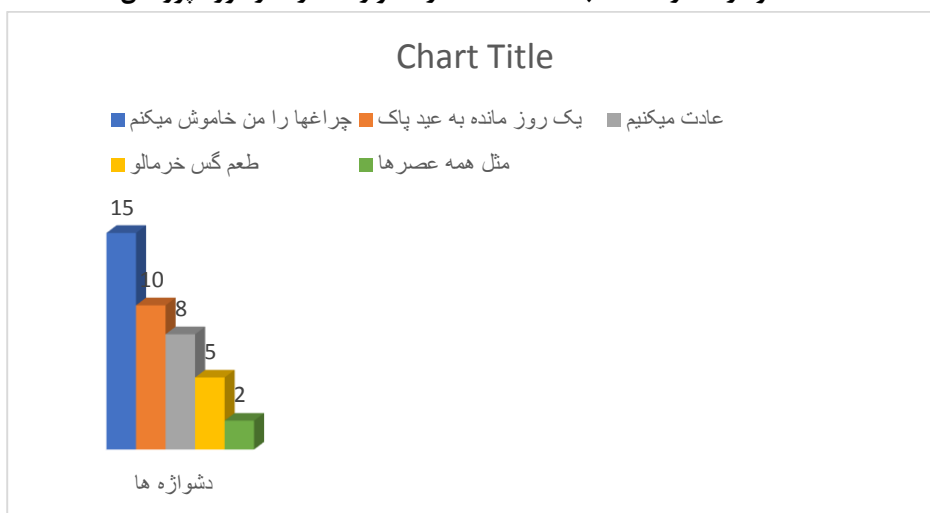 Chart Title
چراغها را من خاموش میکنم یک روز مانده به عید پاک عادت میکنیم
طعم گس خرمالو مثل همه عصرها
15
10
8
5
2
دشواژه ها